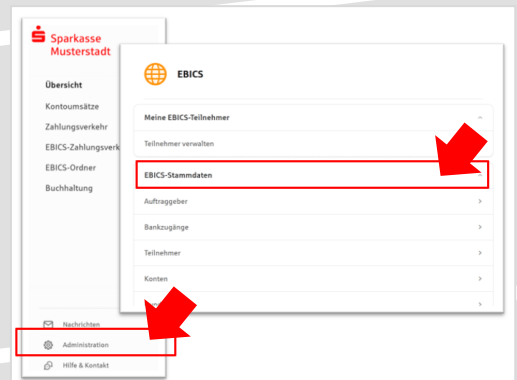 Sparkasse
Musterstadt
Übersicht
Kontoumsätze
Zahlungsverkehr
EBICS-Zahlungsverk
EBICS-Ordner
Buchhaltung
Nachrichten
Administration
Hilfe & Kontakt
EBICS
Meine EBICS-Teilnehmer
Teilnehmer verwalten
EBICS-Stammdaten
Auftraggeber
Bankzugänge
Teilnehmer
Konten